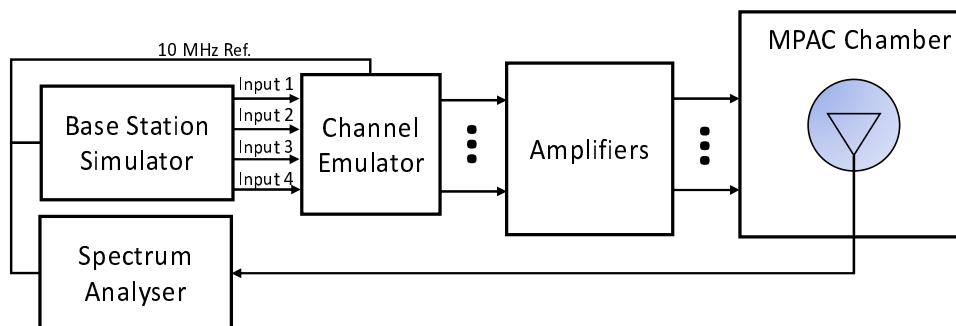 10 MHz Ref.
MPAC Chamber
Base Station
Simulator
Input 1
Input 2
Input 3
Input 4
Channel
Emulator
Amplifiers
Spectrum
Analyser